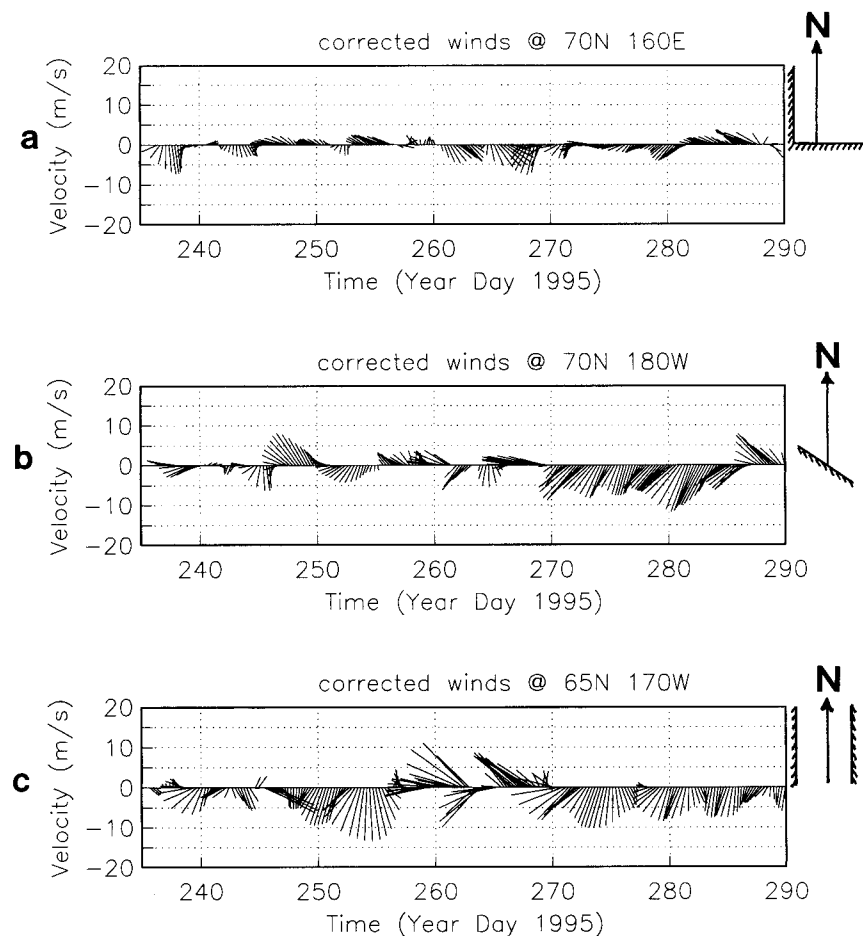 N
corrected winds @ 70N 160E
a
Velocity (m/s)
20
10
0
−10
−20
240 250 260 270 280 290
Time (Year Day 1995)
N
corrected winds @ 70N 180W
b
Velocity (m/s)
20
10
0
−10
−20
240 250 260 270 280 290
Time (Year Day 1995)
N
corrected winds @ 65N 170W
c
Velocity (m/s)
20
10
0
−10
−20
240 250 260 270 280 290
Time (Year Day 1995)